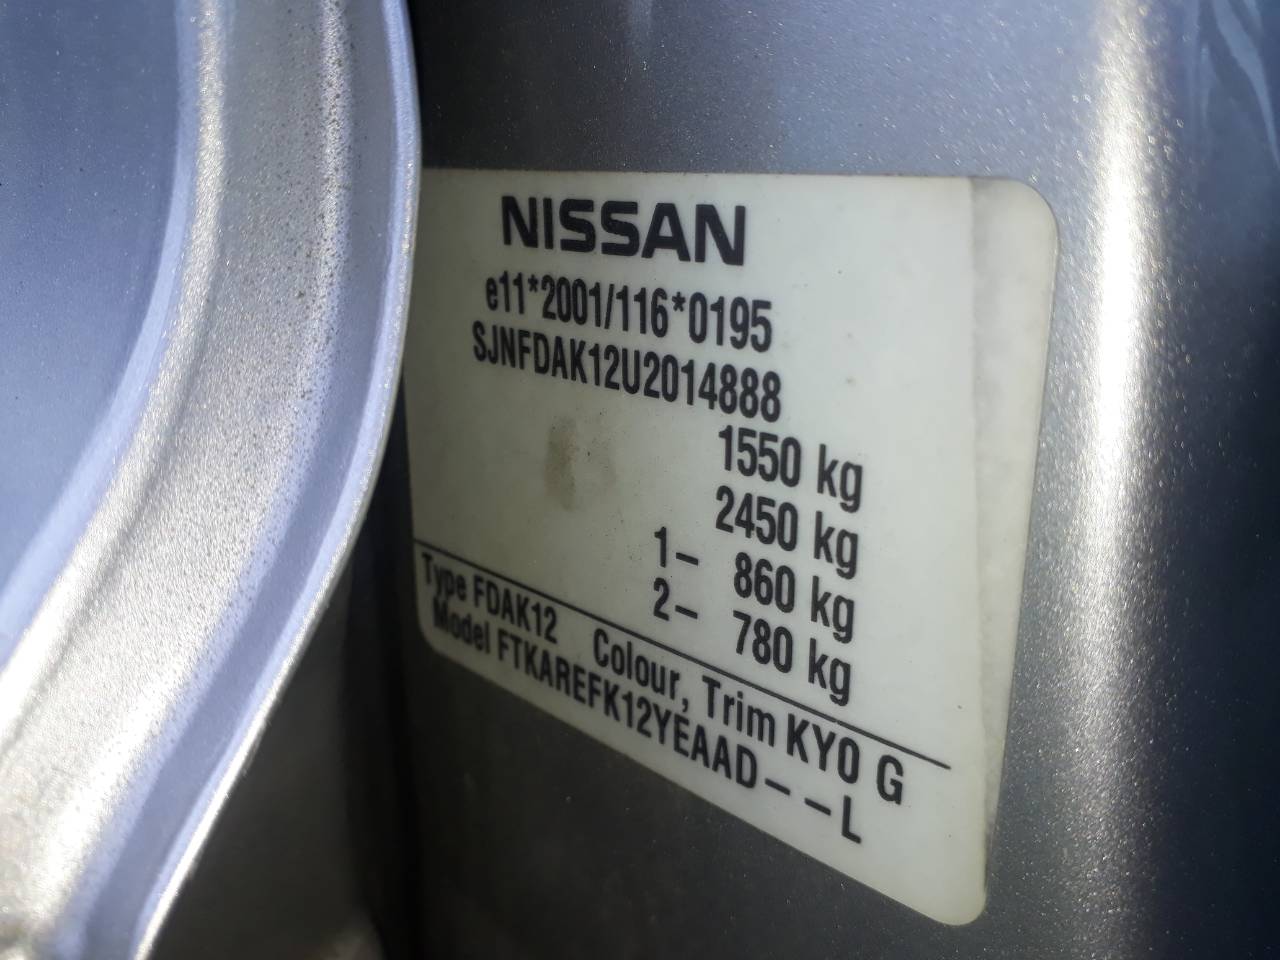 NISSAN
e11*2001/116*0195
SJNFDAK12U2014888
1550 kg
2450 kg
1- 860 kg
2- 780 kg
Type FDAK12 Colour, Trim KY0 G
Model FTKAREFK12YEAAD--L